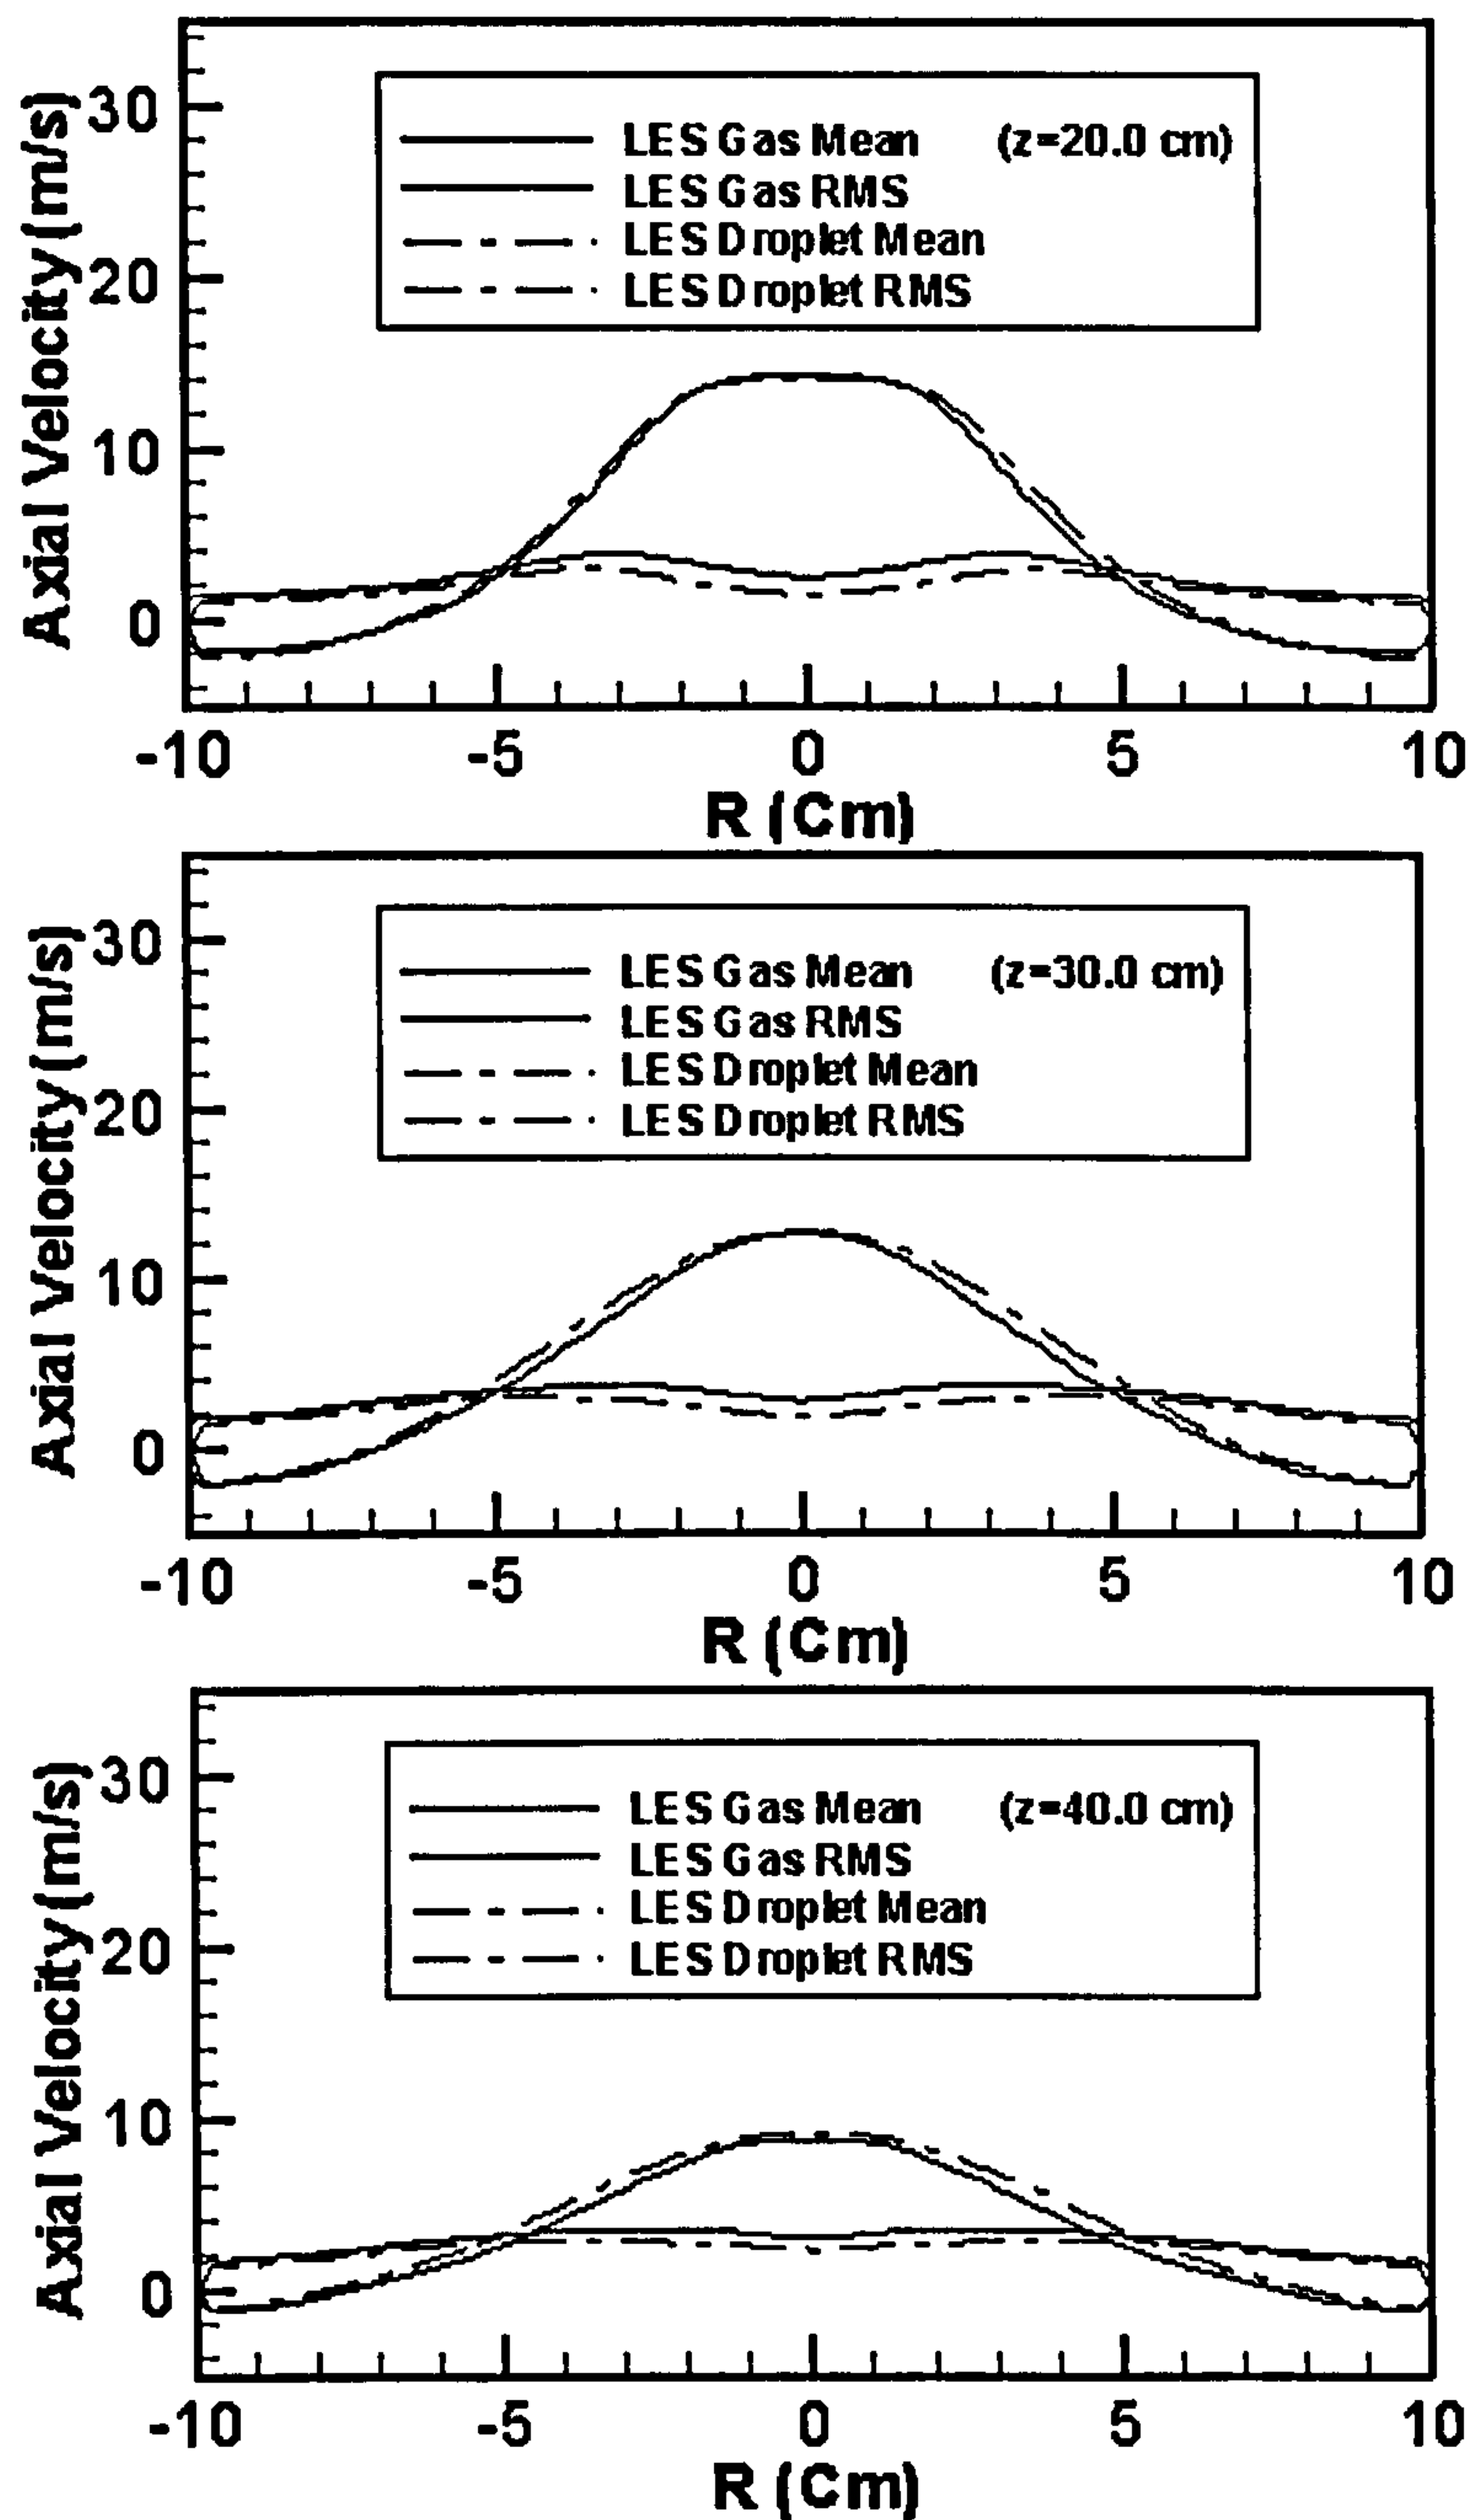 Axial Velocity (m/s)
30
20
10
0
LES Gas Mean (z=20.0 cm)
LES Gas RMS
LES Droplet Mean
LES Droplet RMS
-10 -5 0 5 10
R (Cm)
Axial Velocity (m/s)
30
20
10
0
LES Gas Mean (z=30.0 cm)
LES Gas RMS
LES Droplet Mean
LES Droplet RMS
-10 -5 0 5 10
R (Cm)
Axial Velocity (m/s)
30
20
10
0
LES Gas Mean (z=40.0 cm)
LES Gas RMS
LES Droplet Mean
LES Droplet RMS
-10 -5 0 5 10
R (Cm)